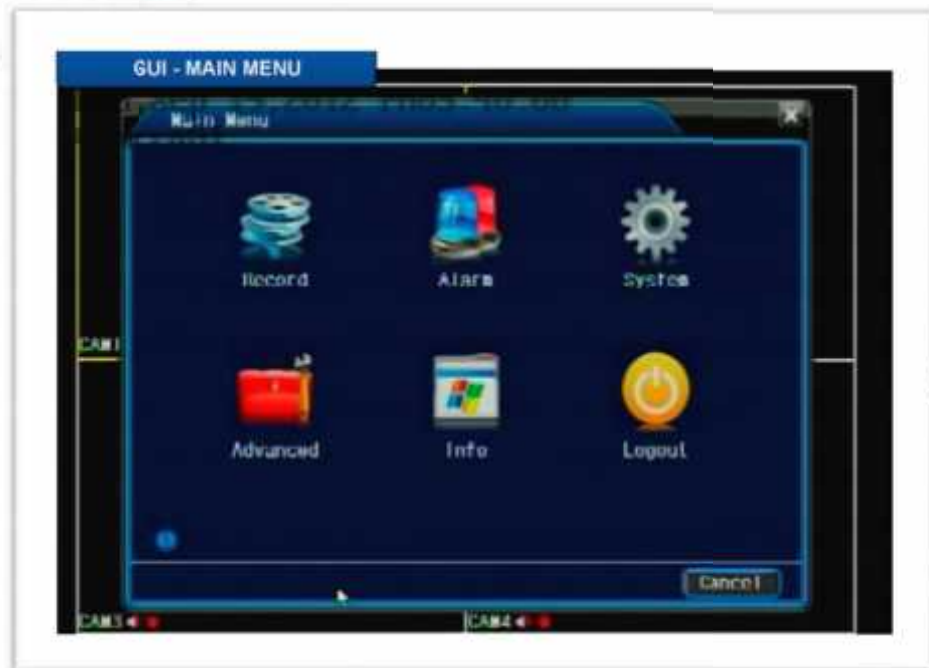 GUI - MAIN MENU
Main Menu
Record
Alarm
System
Advanced
Info
Logout
CAM1
Cancel
CAM3
CAM4